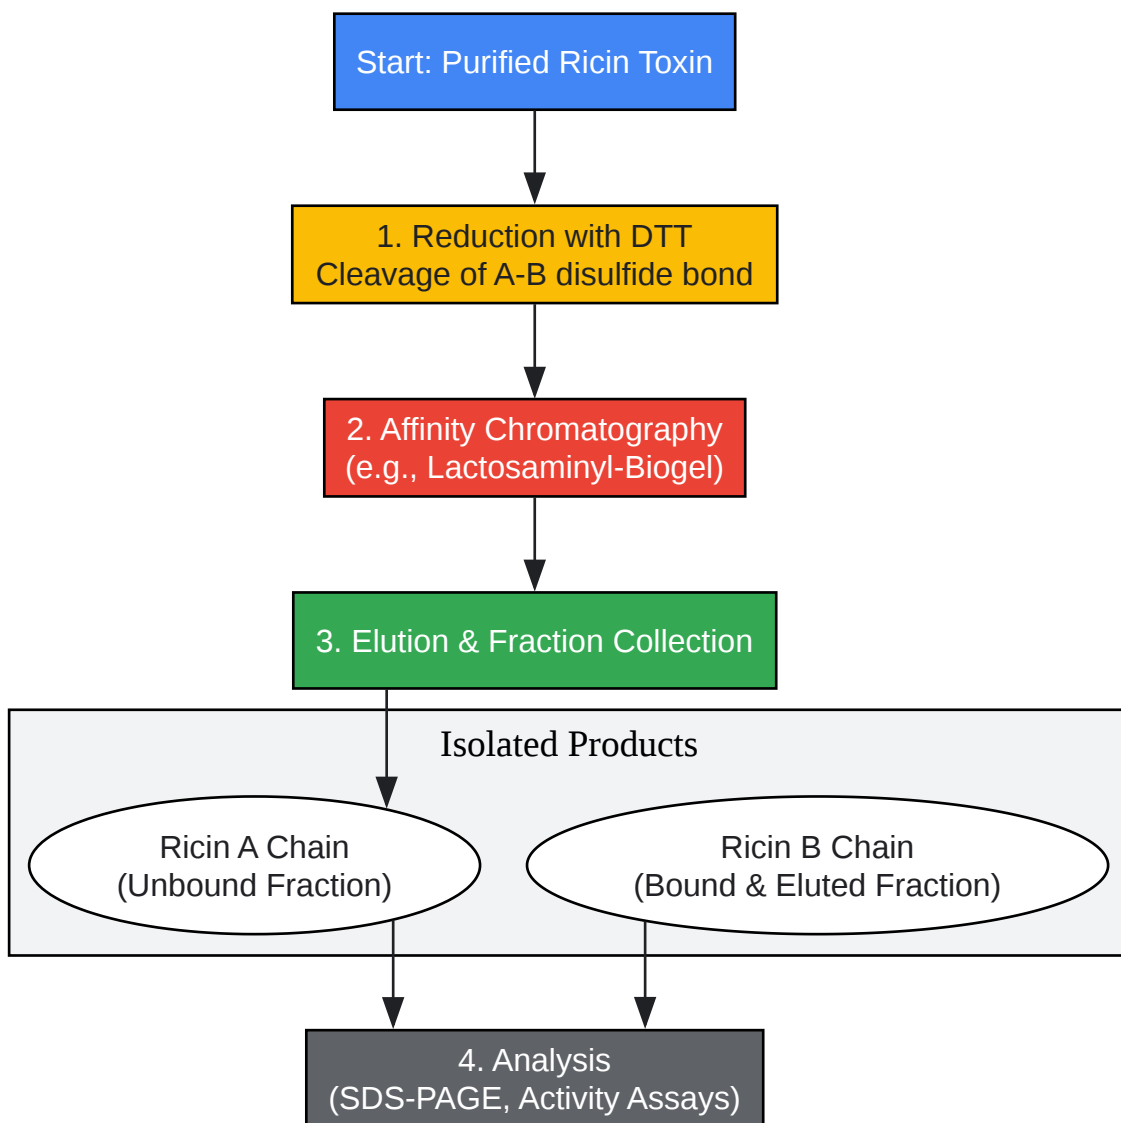 Start: Purified Ricin Toxin
1. Reduction with DTT
Cleavage of A-B disulfide bond
2. Affinity Chromatography
(e.g., Lactosaminyl-Biogel)
3. Elution & Fraction Collection
Isolated Products
Ricin A Chain
(Unbound Fraction)
Ricin B Chain
(Bound & Eluted Fraction)
4. Analysis
(SDS-PAGE, Activity Assays)